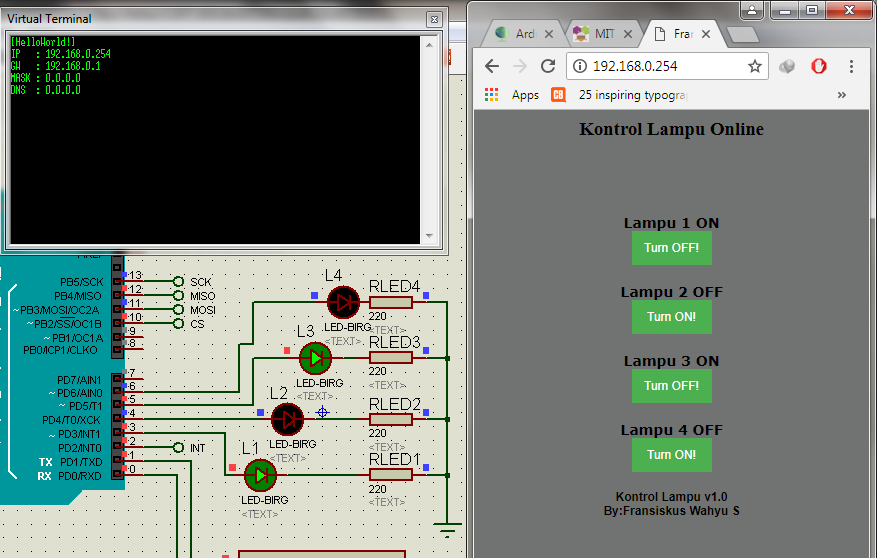 Virtual Terminal
[HelloWorld!]
IP : 192.168.0.254
GW : 192.168.0.1
MASK : 0.0.0.0
DNS : 0.0.0.0
AREF
PB5/SCK 13 SCK
PB4/MISO 12 MISO
~PB3/MOSI/OC2A 11 MOSI
~PB2/SS/OC1B 10 CS
~PB1/OC1A 9
PB0/ICP1/CLKO 8
PD7/AIN1 7
~PD6/AIN0 6
~PD5/T1 5
PD4/T0/XCK 4
~PD3/INT1 3
PD2/INT0 2 INT
TX PD1/TXD 1
RX PD0/RXD 0
L4
LED-BIRG
<TEXT>
RLED4
220
<TEXT>
L3
LED-BIRG
<TEXT>
RLED3
220
<TEXT>
L2
LED-BIRG
<TEXT>
RLED2
220
<TEXT>
L1
LED-BIRG
<TEXT>
RLED1
220
<TEXT>
Ard
MIT
Fran
192.168.0.254
Apps
CB
25 inspiring typogra
Kontrol Lampu Online
Lampu 1 ON
Turn OFF!
Lampu 2 OFF
Turn ON!
Lampu 3 ON
Turn OFF!
Lampu 4 OFF
Turn ON!
Kontrol Lampu v1.0
By:Fransiskus Wahyu S